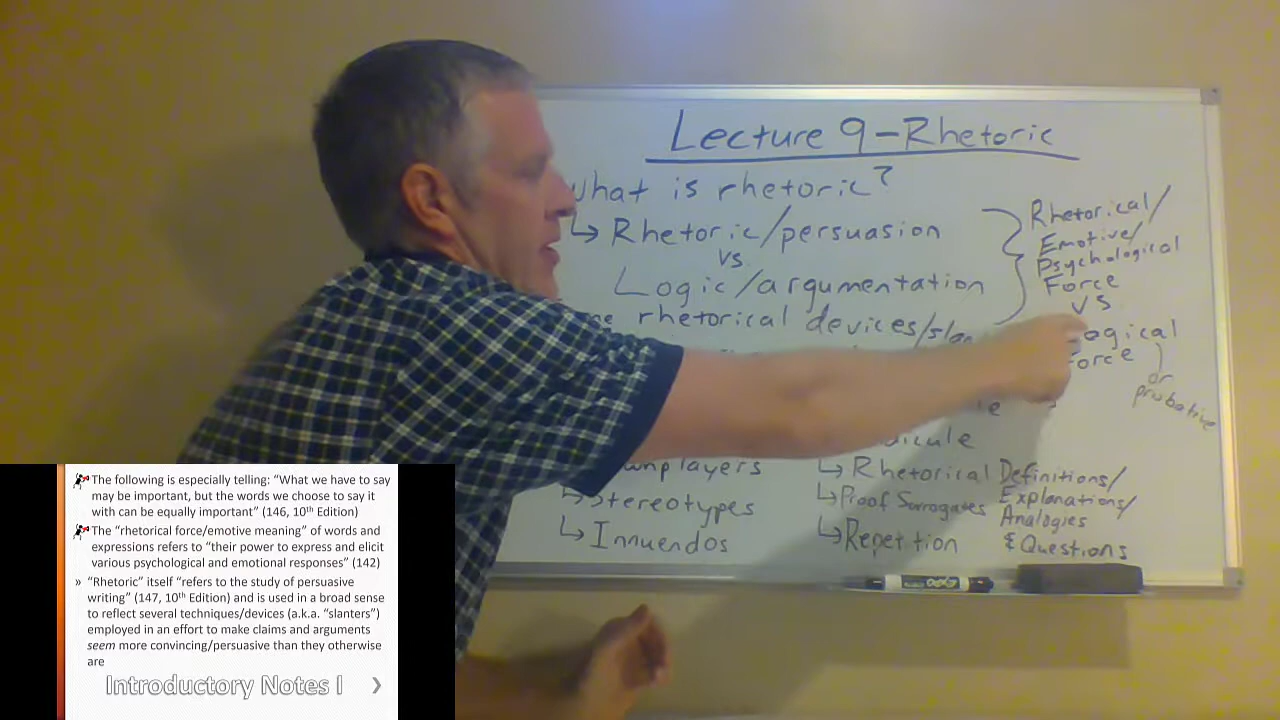 Lecture 9 - Rhetoric
What is rhetoric?
↳ Rhetoric/persuasion
vs
Logic/argumentation
rhetorical devices/slan
Rhetorical/
Emotive/
Psychological
Force
vs
ogical
orce
or
probative
Stereotypes
↳ Innuendos
↳ Rhetorical Definitions/
Explanations/
Analogies
& Questions
↳ Proof Surrogates
↳ Repetition
EXPO
The following is especially telling: “What we have to say
may be important, but the words we choose to say it
with can be equally important” (146, 10th Edition)
The “rhetorical force/emotive meaning” of words and
expressions refers to “their power to express and elicit
various psychological and emotional responses” (142)
» “Rhetoric” itself “refers to the study of persuasive
writing” (147, 10th Edition) and is used in a broad sense
to reflect several techniques/devices (a.k.a. “slanters”)
employed in an effort to make claims and arguments
seem more convincing/persuasive than they otherwise
are
Introductory Notes I